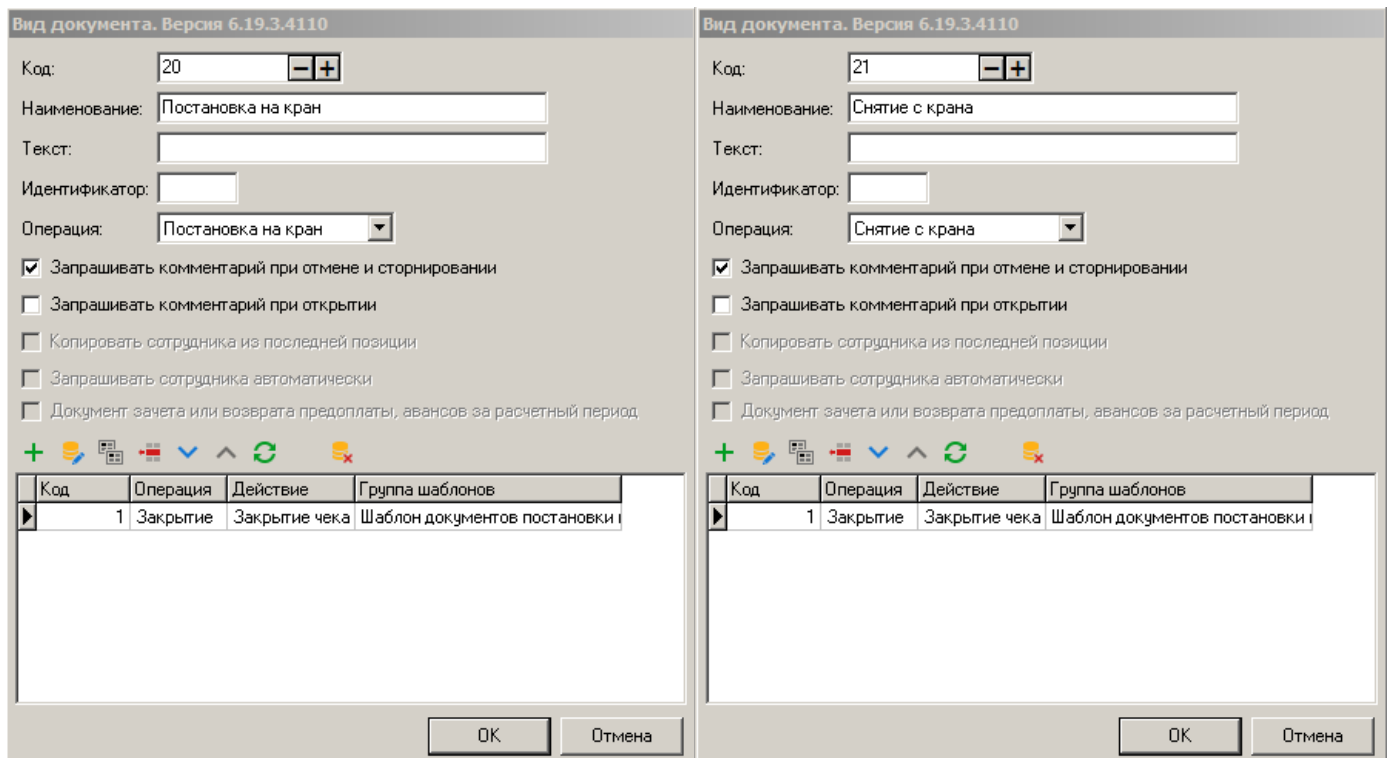 Вид документа. Версия 6.19.3.4110
Код: 20
Наименование: Постановка на кран
Текст:
Идентификатор:
Операция: Постановка на кран
Запрашивать комментарий при отмене и сторнировании
Запрашивать комментарий при открытии
Копировать сотрудника из последней позиции
Запрашивать сотрудника автоматически
Документ зачета или возврата предоплаты, авансов за расчетный период
Код Операция Действие Группа шаблонов
1 Закрытие Закрытие чека Шаблон документов постановки
ОК Отмена
Вид документа. Версия 6.19.3.4110
Код: 21
Наименование: Снятие с крана
Текст:
Идентификатор:
Операция: Снятие с крана
Запрашивать комментарий при отмене и сторнировании
Запрашивать комментарий при открытии
Копировать сотрудника из последней позиции
Запрашивать сотрудника автоматически
Документ зачета или возврата предоплаты, авансов за расчетный период
Код Операция Действие Группа шаблонов
1 Закрытие Закрытие чека Шаблон документов постановки
ОК Отмена